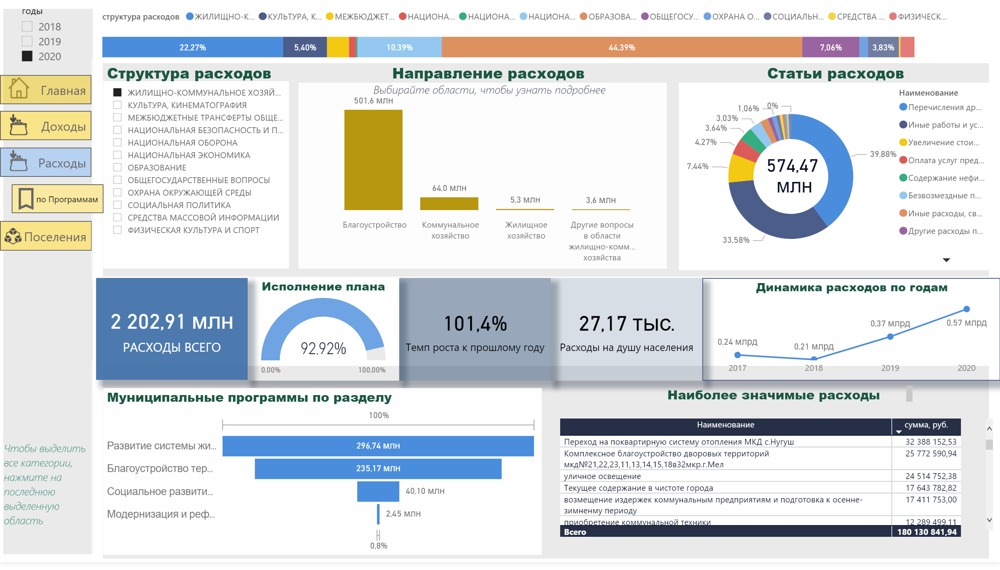 годы
2018
2019
2020
Главная
Доходы
Расходы
по Программам
Поселения
Чтобы выделить
все категории,
нажмите на
последнюю
выделенную
область
структура расходов ЖИЛИЩНО-К... КУЛЬТУРА, К... МЕЖБЮДЖЕТ... НАЦИОНА... НАЦИОНА... НАЦИОНА... ОБРАЗОВА... ОБЩЕГОСУ... ОХРАНА О... СОЦИАЛЬН... СРЕДСТВА ... ФИЗИЧЕСК...
22,27% 5,40% 10,39% 44,39% 7,06% 3,83%
Структура расходов
ЖИЛИЩНО-КОММУНАЛЬНОЕ ХОЗЯЙ...
КУЛЬТУРА, КИНЕМАТОГРАФИЯ
МЕЖБЮДЖЕТНЫЕ ТРАНСФЕРТЫ ОБЩЕ...
НАЦИОНАЛЬНАЯ БЕЗОПАСНОСТЬ И П...
НАЦИОНАЛЬНАЯ ОБОРОНА
НАЦИОНАЛЬНАЯ ЭКОНОМИКА
ОБРАЗОВАНИЕ
ОБЩЕГОСУДАРСТВЕННЫЕ ВОПРОСЫ
ОХРАНА ОКРУЖАЮЩЕЙ СРЕДЫ
СОЦИАЛЬНАЯ ПОЛИТИКА
СРЕДСТВА МАССОВОЙ ИНФОРМАЦИИ
ФИЗИЧЕСКАЯ КУЛЬТУРА И СПОРТ
Направление расходов
Выбирайте области, чтобы узнать подробнее
501,6 млн
64,0 млн
5,3 млн
3,6 млн
Благоустройство
Коммунальное
хозяйство
Жилищное
хозяйство
Другие вопросы
в области
жилищно-комм...
хозяйства
Статьи расходов
0%
1,06%
3,03%
3,64%
4,27%
7,44%
33,58%
39,88%
574,47
млн
Наименование
Перечисления др...
Иные работы и ус...
Увеличение стои...
Оплата услуг пред...
Содержание нефи...
Безвозмездные п...
Иные расходы, св...
Другие расходы п...
2 202,91 млн
РАСХОДЫ ВСЕГО
Исполнение плана
92,92%
0,00% 100,00%
101,4%
Темп роста к прошлому году
27,17 тыс.
Расходы на душу населения
Динамика расходов по годам
0,24 млрд
0,21 млрд
0,37 млрд
0,57 млрд
2017 2018 2019 2020
Муниципальные программы по разделу
100%
Развитие системы жи... 296,74 млн
Благоустройство тер... 235,17 млн
Социальное развити... 40,10 млн
Модернизация и реф... 2,45 млн
0,8%
Наиболее значимые расходы
Наименование сумма, руб.
Переход на поквартирную систему отопления МКД с.Нугуш 32 388 152,53
Комплексное благоустройство дворовых территорий 25 772 590,94
мкд№21,22,23,11,13,14,15,18в32мкр.г.Мел
уличное освещение 24 514 752,38
Текущее содержание в чистоте города 17 643 782,82
возмещение издержек коммунальным предприятиям и подготовка к осенне- 17 411 753,00
зимненму периоду
приобретение коммунальной техники 12 289 499,11
Всего 180 130 841,94